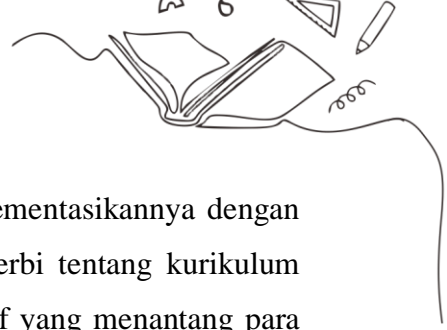 ementasikannya dengan
erbi tentang kurikulum
f yang menantang para